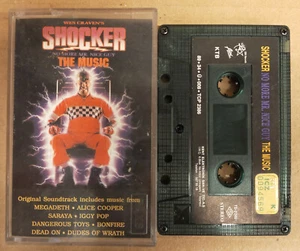 WES CRAVEN'S
SHOCKER
NO MORE MR. NICE GUY
THE MUSIC
Original Soundtrack includes music from
MEGADETH • ALICE COOPER
SARAYA • IGGY POP
DANGEROUS TOYS • BONFIRE
DEAD ON • DUDES OF WRATH
SHOCKER NO MORE MR. NICE GUY THE MUSIC
KTB